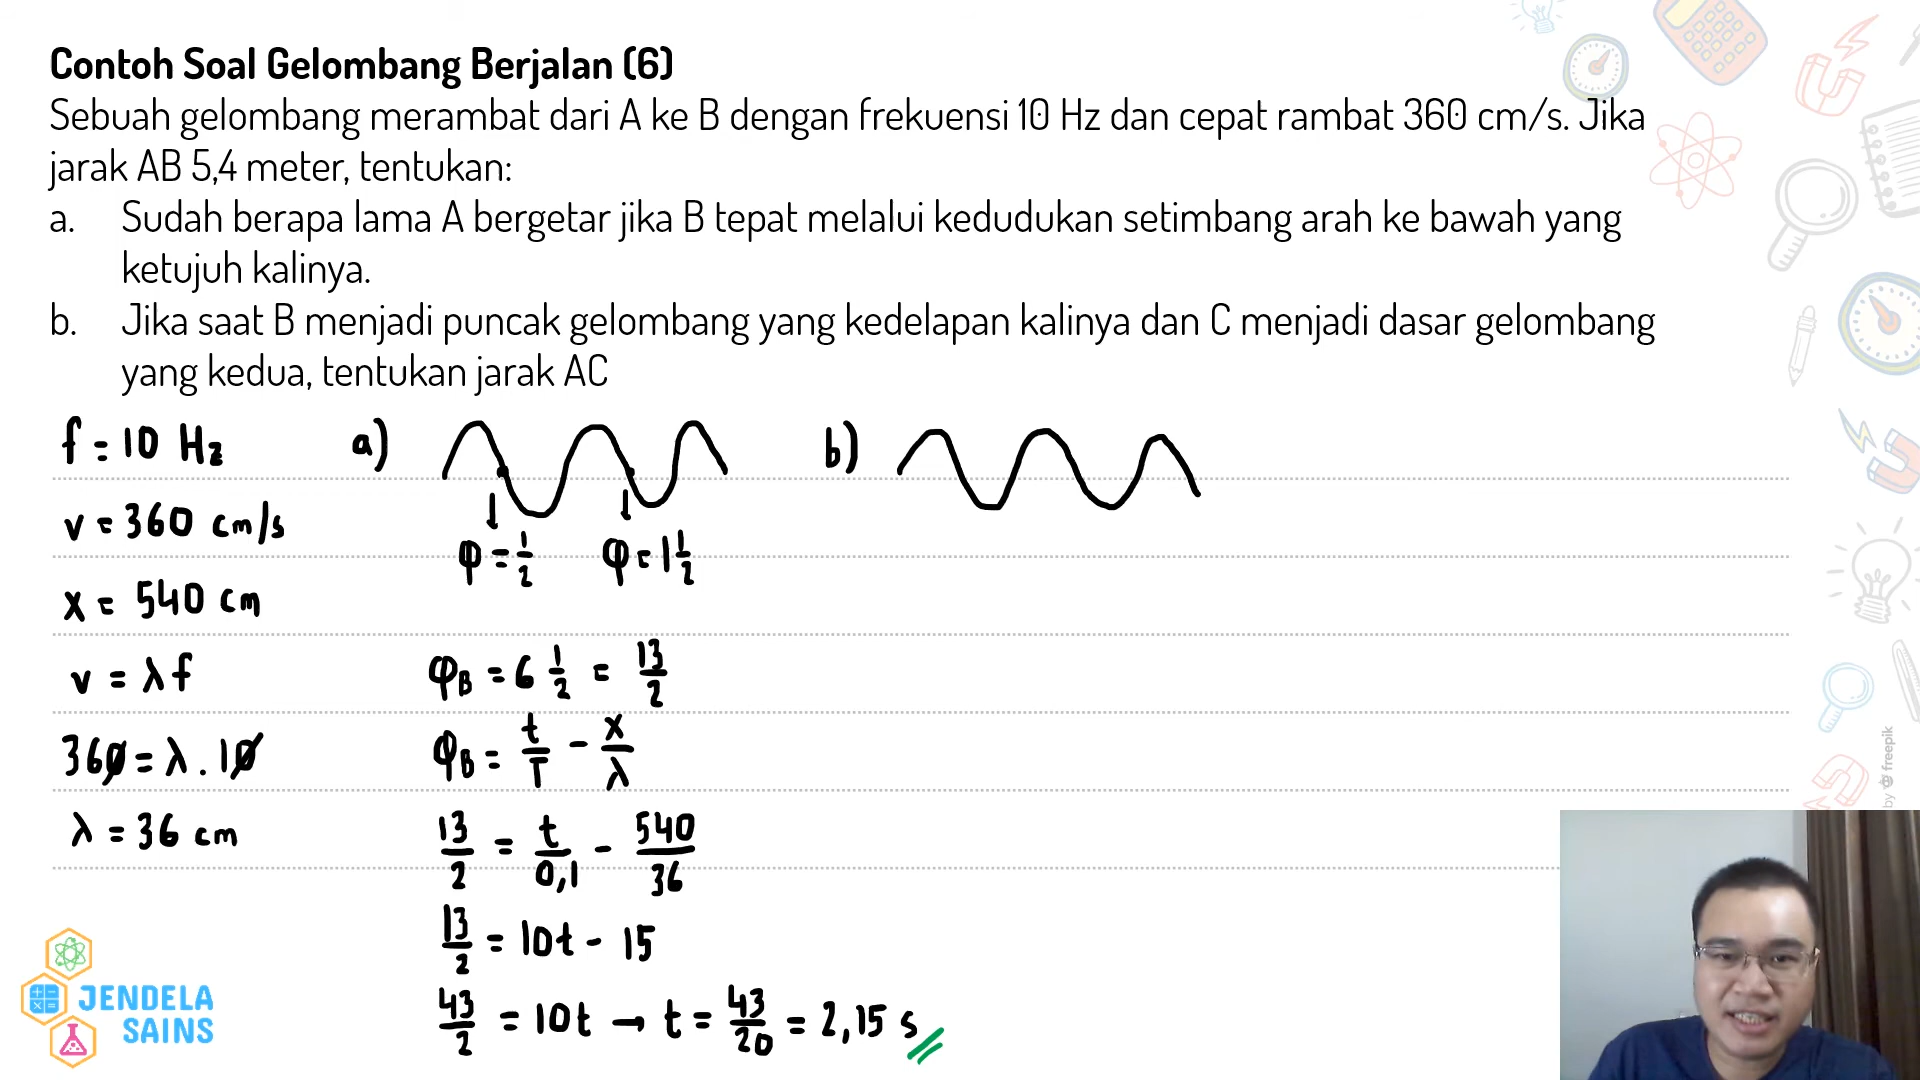 Contoh Soal Gelombang Berjalan (6)
Sebuah gelombang merambat dari A ke B dengan frekuensi 10 Hz dan cepat rambat 360 cm/s. Jika
jarak AB 5,4 meter, tentukan:
a. Sudah berapa lama A bergetar jika B tepat melalui kedudukan setimbang arah ke bawah yang
ketujuh kalinya.
b. Jika saat B menjadi puncak gelombang yang kedelapan kalinya dan C menjadi dasar gelombang
yang kedua, tentukan jarak AC
f = 10 Hz
v = 360 cm/s
x = 540 cm
v = λ f
360 = λ . 10
λ = 36 cm
a)
φ = 1/2 φ = 1 1/2
φB = 6 1/2 = 13/2
φB = t/T - x/λ
13/2 = t/0,1 - 540/36
13/2 = 10t - 15
43/2 = 10t → t = 43/20 = 2,15 s
b)
JENDELA
SAINS
by freepik